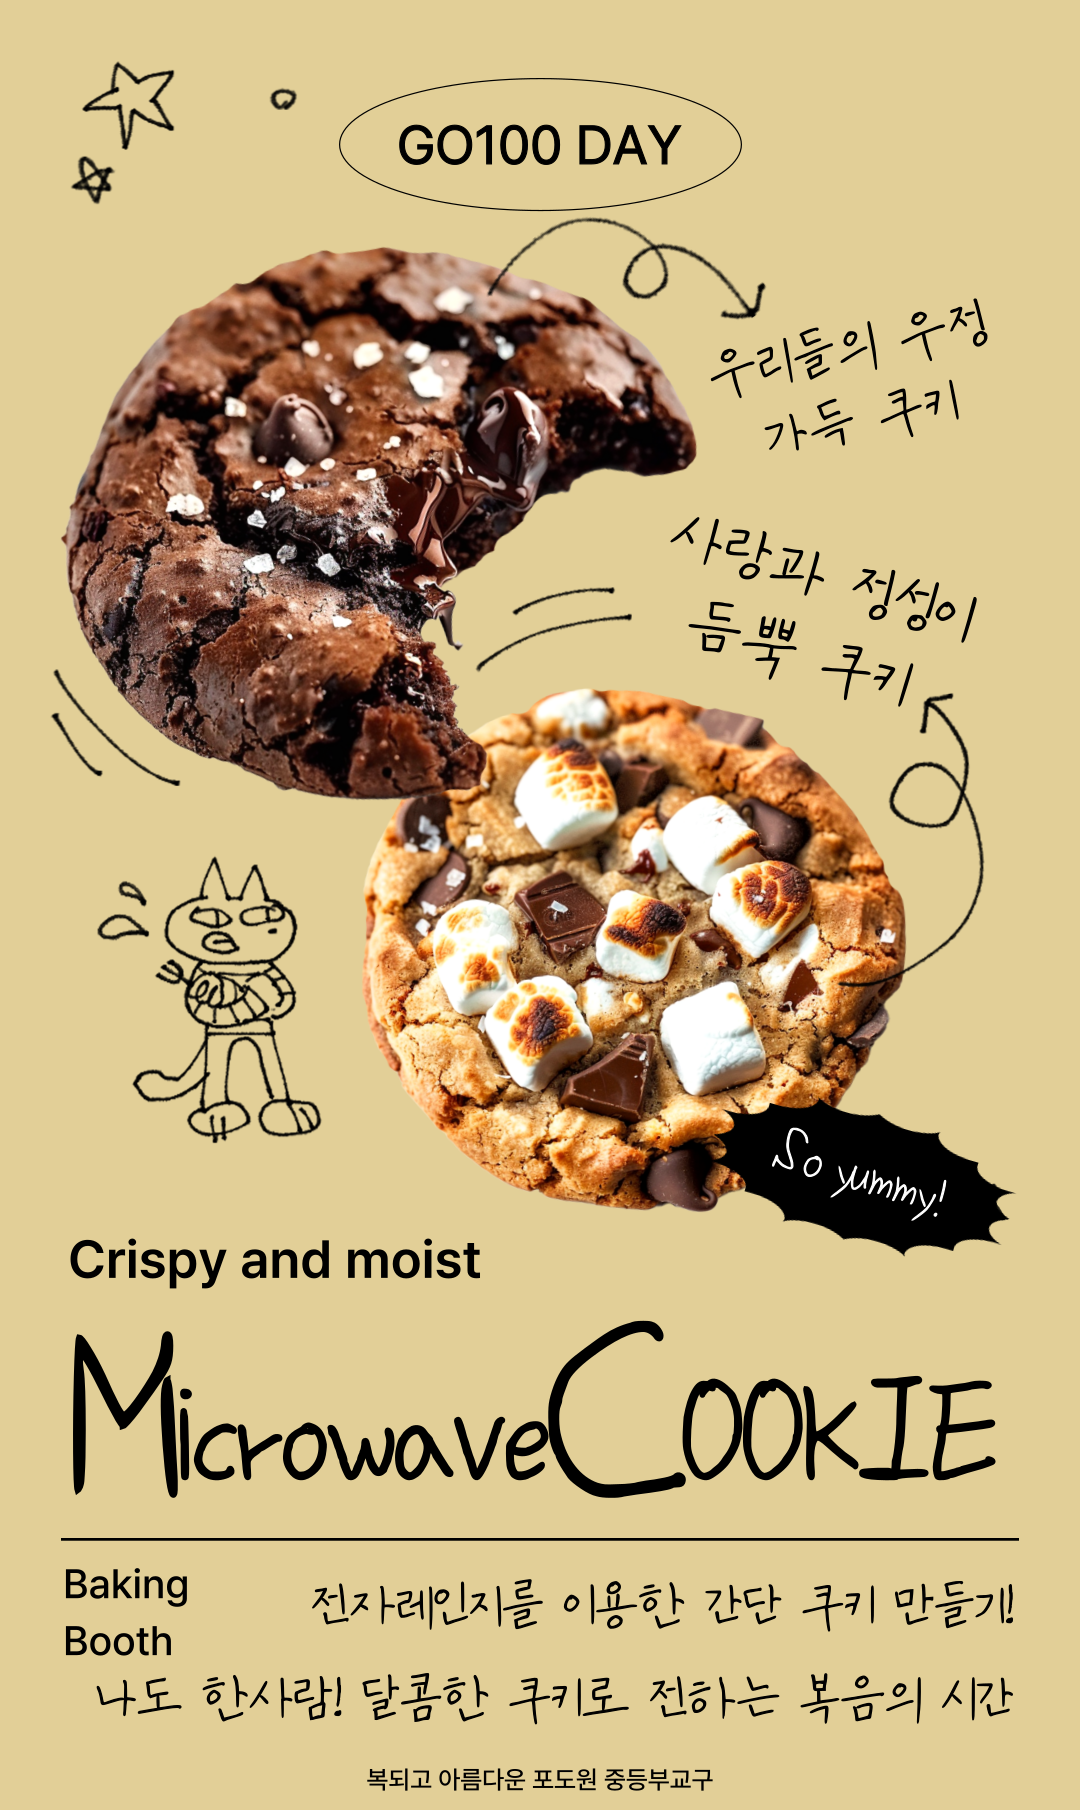 GO100 DAY
우리들의 우정
가득 쿠키
사랑과 정성이
듬뿍 쿠키
So yummy!
Crispy and moist
MicrowaveCOOKIE
Baking
Booth
전자레인지를 이용한 간단 쿠키 만들기!
나도 한사람! 달콤한 쿠키로 전하는 복음의 시간
복되고 아름다운 포도원 중등부교구